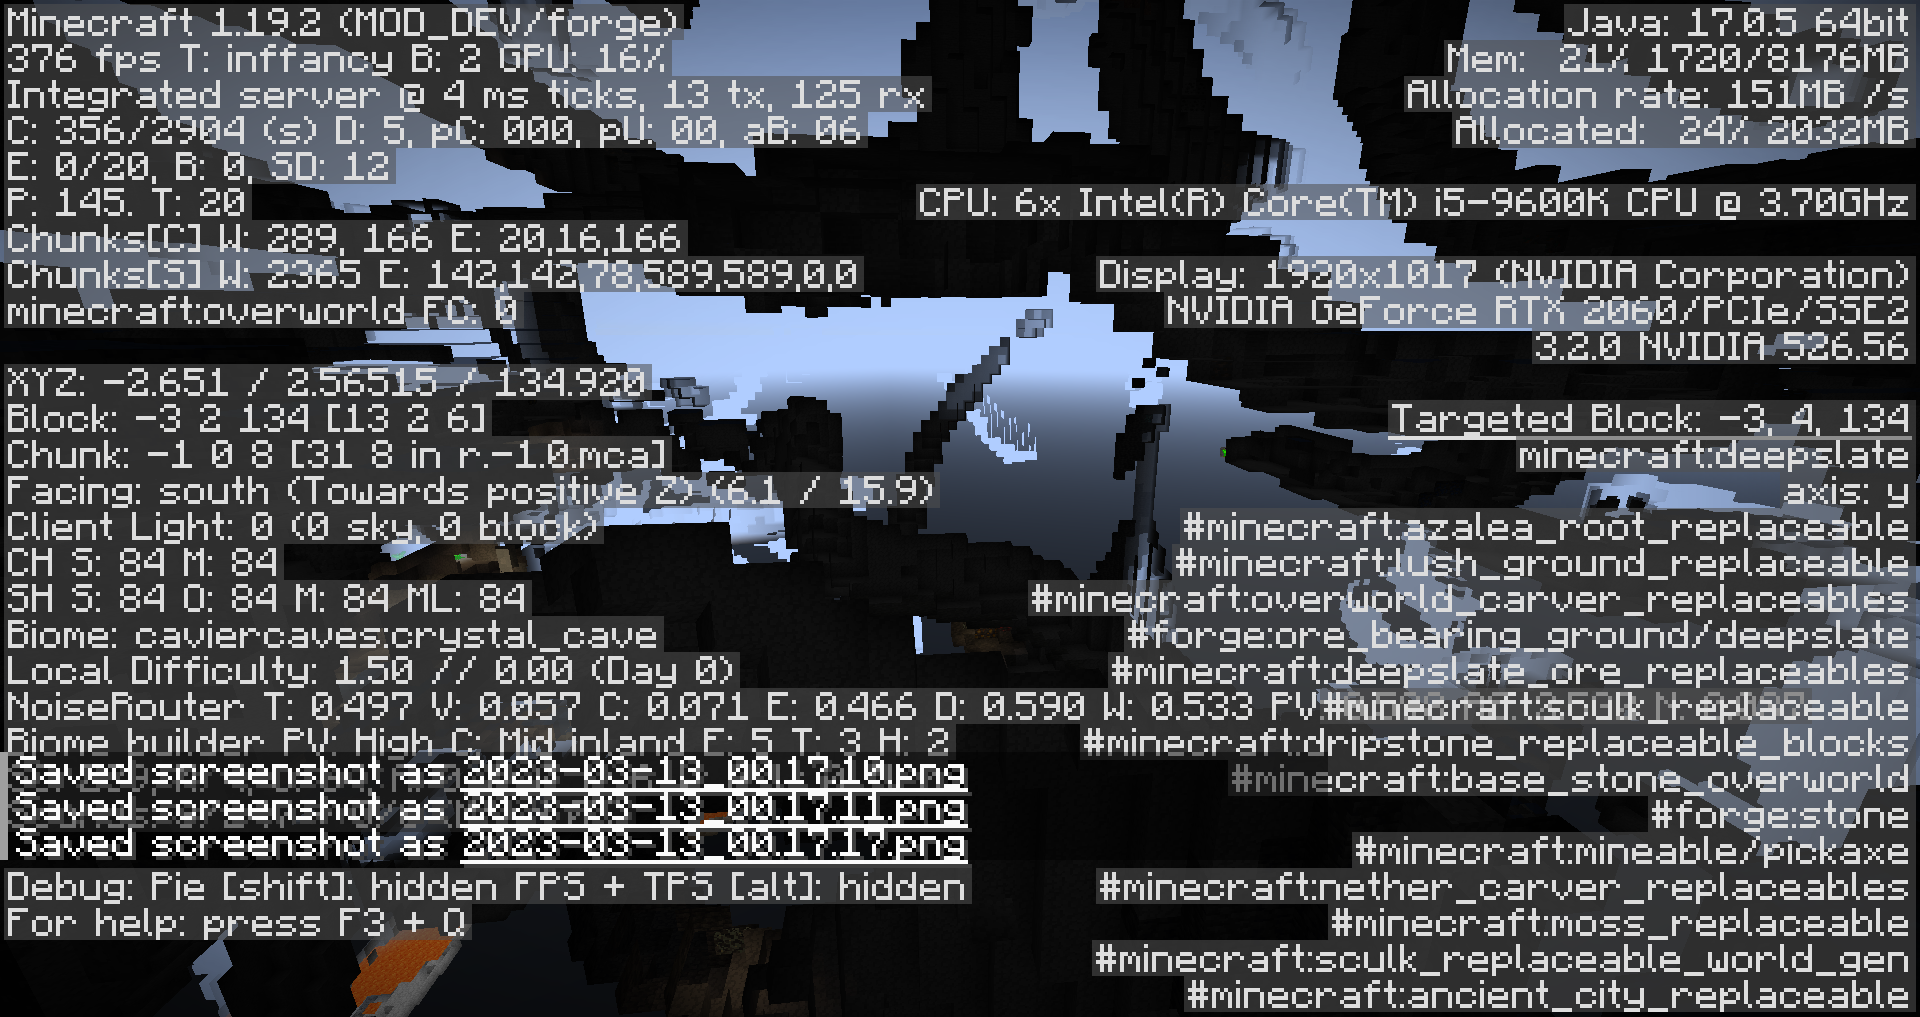 Minecraft 1.19.2 (MOD_DEV/forge)
376 fps T: inffancy B: 2 GPU: 16%
Integrated server @ 4 ms ticks, 13 tx, 125 rx
C: 356/2904 (s) D: 5, pC: 000, pU: 00, aB: 06
E: 0/20, B: 0, SD: 12
P: 145. T: 20
Chunks[C] W: 289, 166 E: 20,16,166
Chunks[S] W: 2365 E: 142,142,78,589,589,0,0
minecraft:overworld FC: 0
XYZ: -2.651 / 2.56515 / 134.920
Block: -3 2 134 [13 2 6]
Chunk: -1 0 8 [31 8 in r.-1.0.mca]
Facing: south (Towards positive Z) (6.1 / 15.9)
Client Light: 0 (0 sky, 0 block)
CH S: 84 M: 84
SH S: 84 O: 84 M: 84 ML: 84
Biome: caviercaves:crystal_cave
Local Difficulty: 1.50 // 0.00 (Day 0)
NoiseRouter T: 0.497 V: 0.057 C: 0.071 E: 0.466 D: 0.590 W: 0.533 PV:
Biome builder PV: High C: Mid inland E: 5 T: 3 H: 2
Saved screenshot as 2023-03-13_00.17.10.png
Saved screenshot as 2023-03-13_00.17.11.png
Saved screenshot as 2023-03-13_00.17.17.png
Debug: Pie [shift]: hidden FPS + TPS [alt]: hidden
For help: press F3 + Q
Java: 17.0.5 64bit
Mem: 21% 1720/8176MB
Allocation rate: 151MB /s
Allocated: 24% 2032MB
CPU: 6x Intel(R) Core(TM) i5-9600K CPU @ 3.70GHz
Display: 1920x1017 (NVIDIA Corporation)
NVIDIA GeForce RTX 2060/PCIe/SSE2
3.2.0 NVIDIA 526.56
Targeted Block: -3, 4, 134
minecraft:deepslate
axis: y
#minecraft:azalea_root_replaceable
#minecraft:lush_ground_replaceable
#minecraft:overworld_carver_replaceables
#forge:ore_bearing_ground/deepslate
#minecraft:deepslate_ore_replaceables
#minecraft:sculk_replaceable
#minecraft:dripstone_replaceable_blocks
#minecraft:base_stone_overworld
#forge:stone
#minecraft:mineable/pickaxe
#minecraft:nether_carver_replaceables
#minecraft:moss_replaceable
#minecraft:sculk_replaceable_world_gen
#minecraft:ancient_city_replaceable